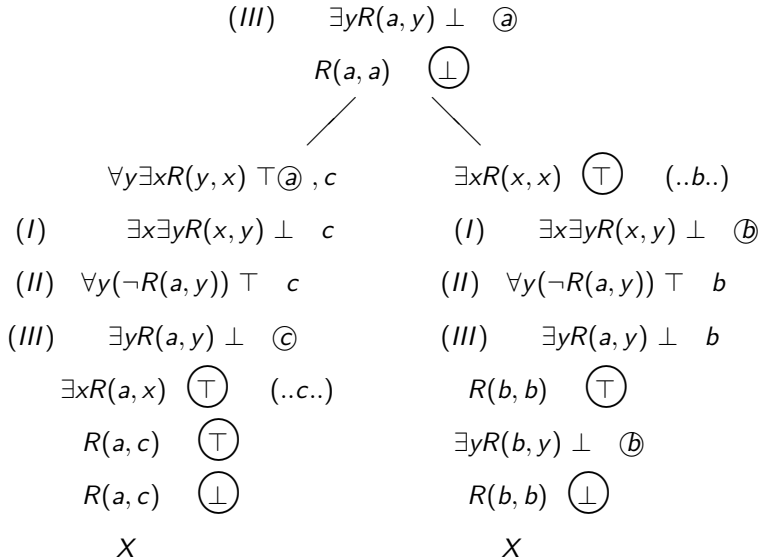 (III) ∃yR(a, y) ⊥ ⓐ
R(a, a) ⊥
∀y∃xR(y, x) ⊤ ⓐ , c
∃xR(x, x) ⊤ (..b..)
(I) ∃x∃yR(x, y) ⊥ c
(I) ∃x∃yR(x, y) ⊥ ⓑ
(II) ∀y(¬R(a, y)) ⊤ c
(II) ∀y(¬R(a, y)) ⊤ b
(III) ∃yR(a, y) ⊥ ⓒ
(III) ∃yR(a, y) ⊥ b
∃xR(a, x) ⊤ (..c..)
R(b, b) ⊤
R(a, c) ⊤
∃yR(b, y) ⊥ ⓑ
R(a, c) ⊥
R(b, b) ⊥
X
X